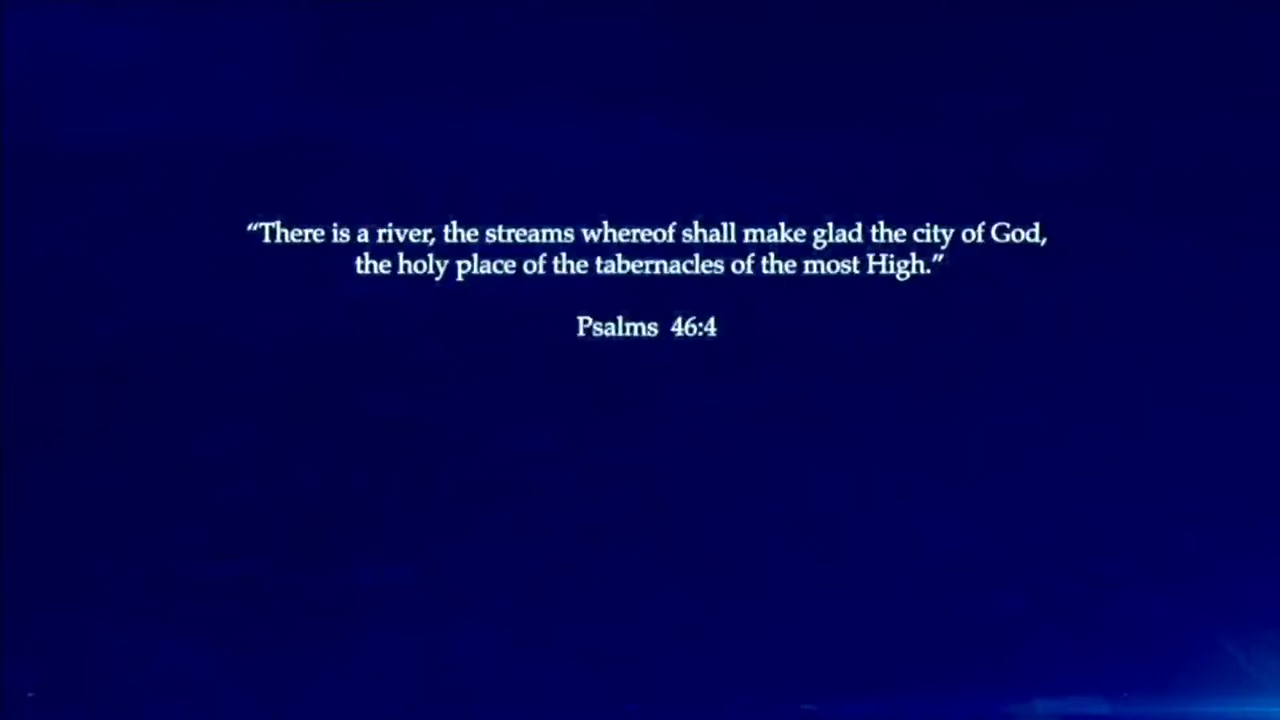 “There is a river, the streams whereof shall make glad the city of God,
the holy place of the tabernacles of the most High.”
Psalms 46:4